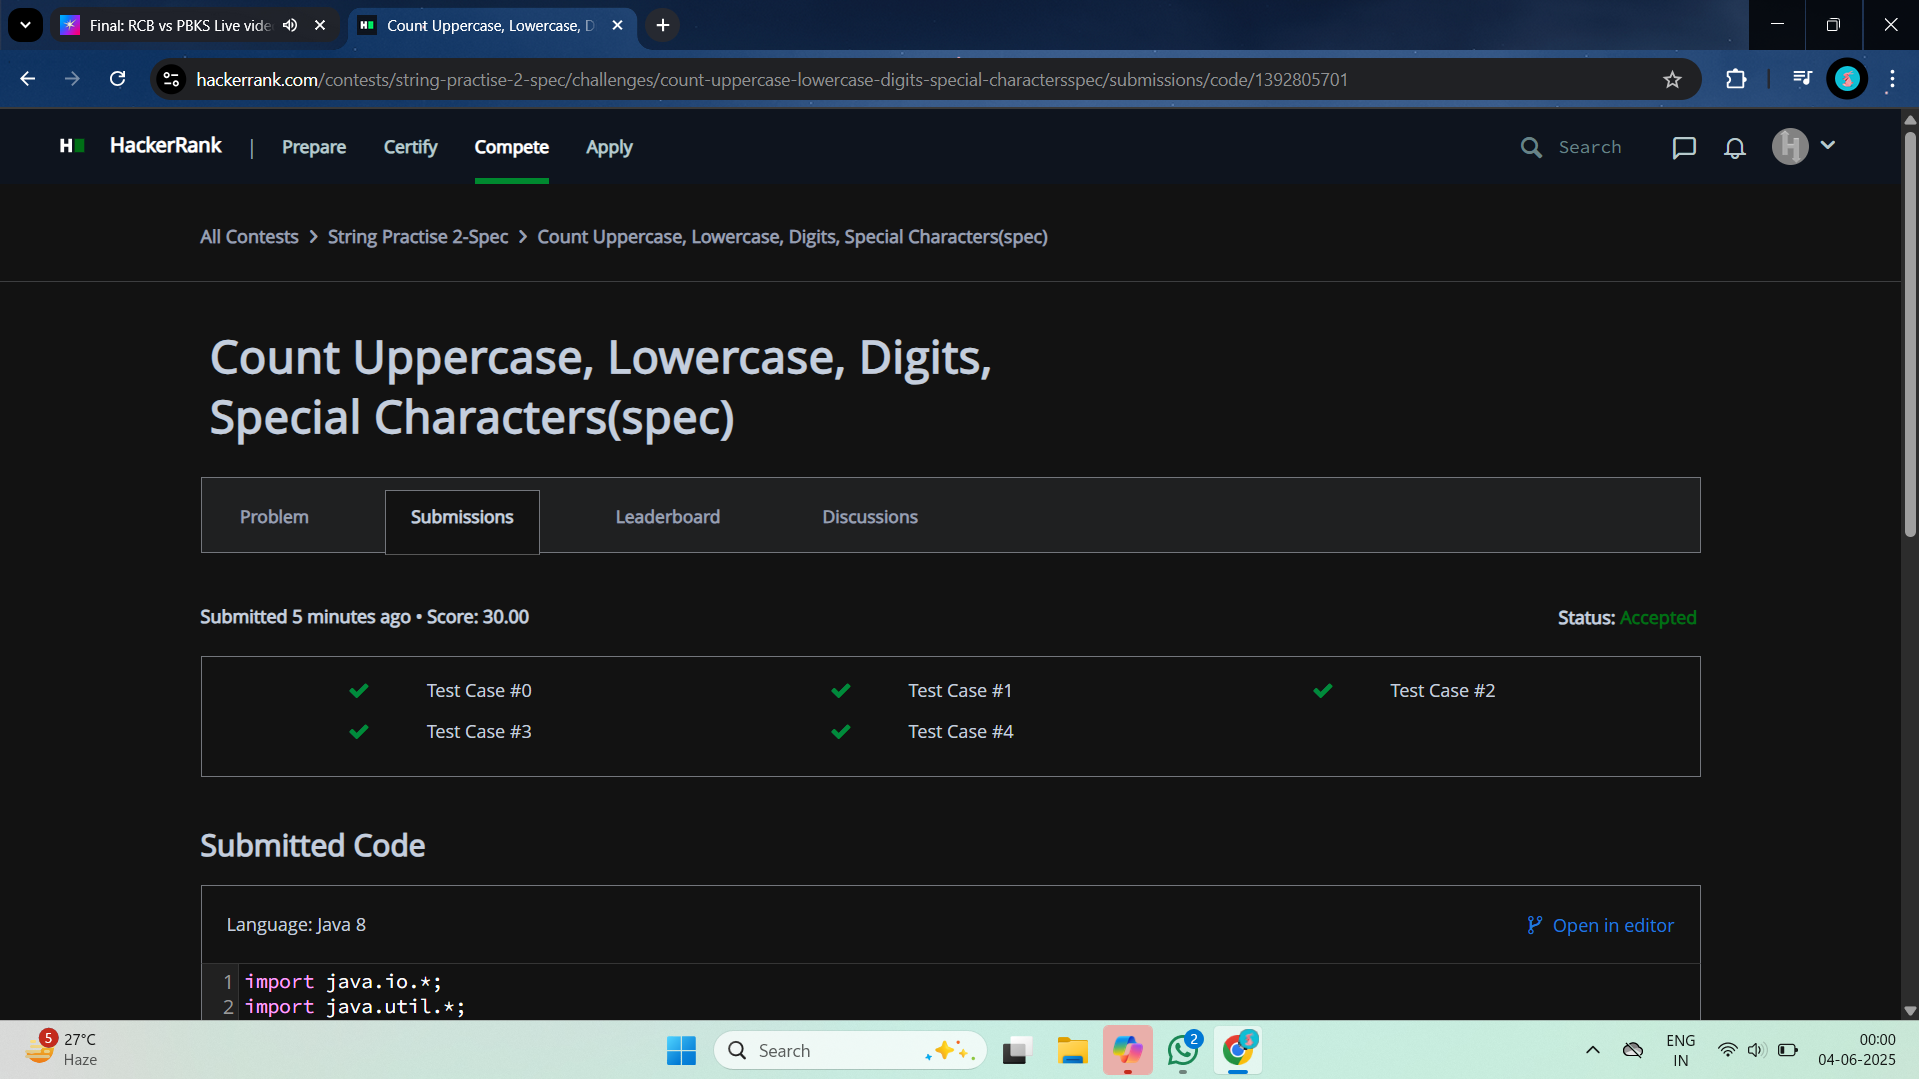 Final: RCB vs PBKS Live vide
Count Uppercase, Lowercase, D
hackerrank.com/contests/string-practise-2-spec/challenges/count-uppercase-lowercase-digits-special-charactersspec/submissions/code/1392805701
H HackerRank | Prepare Certify Compete Apply Search
All Contests > String Practise 2-Spec > Count Uppercase, Lowercase, Digits, Special Characters(spec)
Count Uppercase, Lowercase, Digits,
Special Characters(spec)
Problem Submissions Leaderboard Discussions
Submitted 5 minutes ago • Score: 30.00 Status: Accepted
Test Case #0 Test Case #1 Test Case #2
Test Case #3 Test Case #4
Submitted Code
Language: Java 8 Open in editor
1 import java.io.*;
2 import java.util.*;
5 27°C
Haze
Search
2
ENG
IN
00:00
04-06-2025